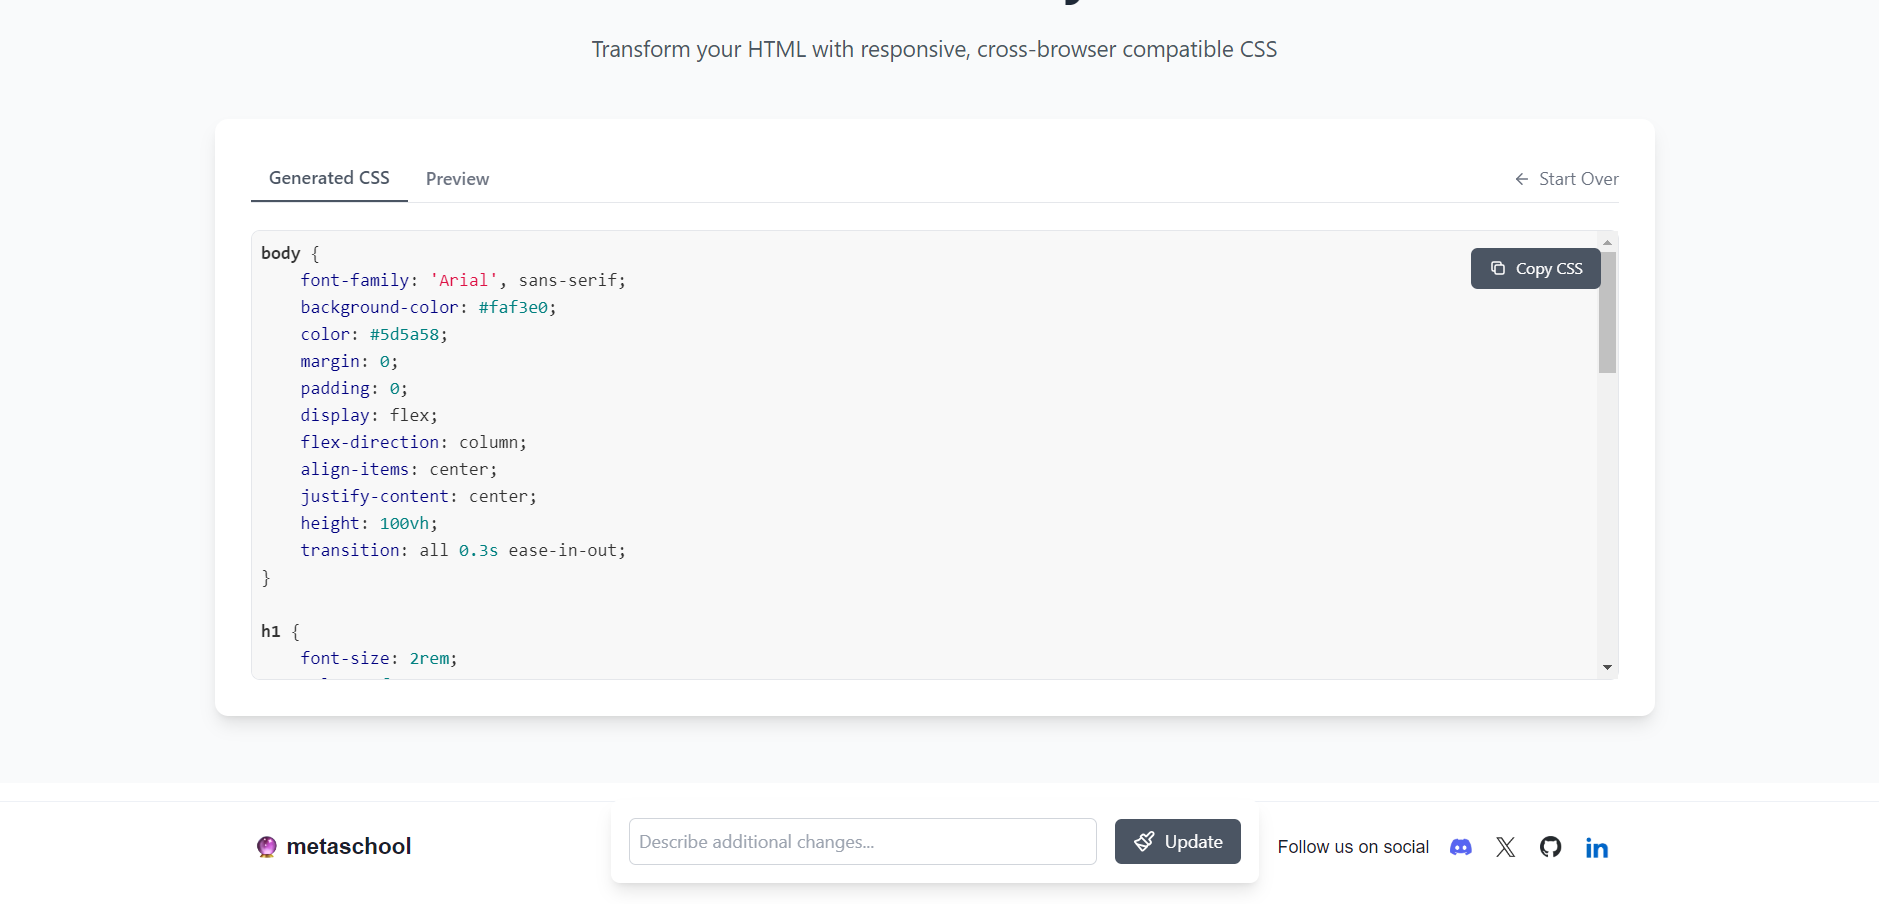 Transform your HTML with responsive, cross-browser compatible CSS
Generated CSS
Preview
Start Over
Copy CSS
body {
    font-family: 'Arial', sans-serif;
    background-color: #faf3e0;
    color: #5d5a58;
    margin: 0;
    padding: 0;
    display: flex;
    flex-direction: column;
    align-items: center;
    justify-content: center;
    height: 100vh;
    transition: all 0.3s ease-in-out;
}
h1 {
    font-size: 2rem;
metaschool
Describe additional changes...
Update
Follow us on social